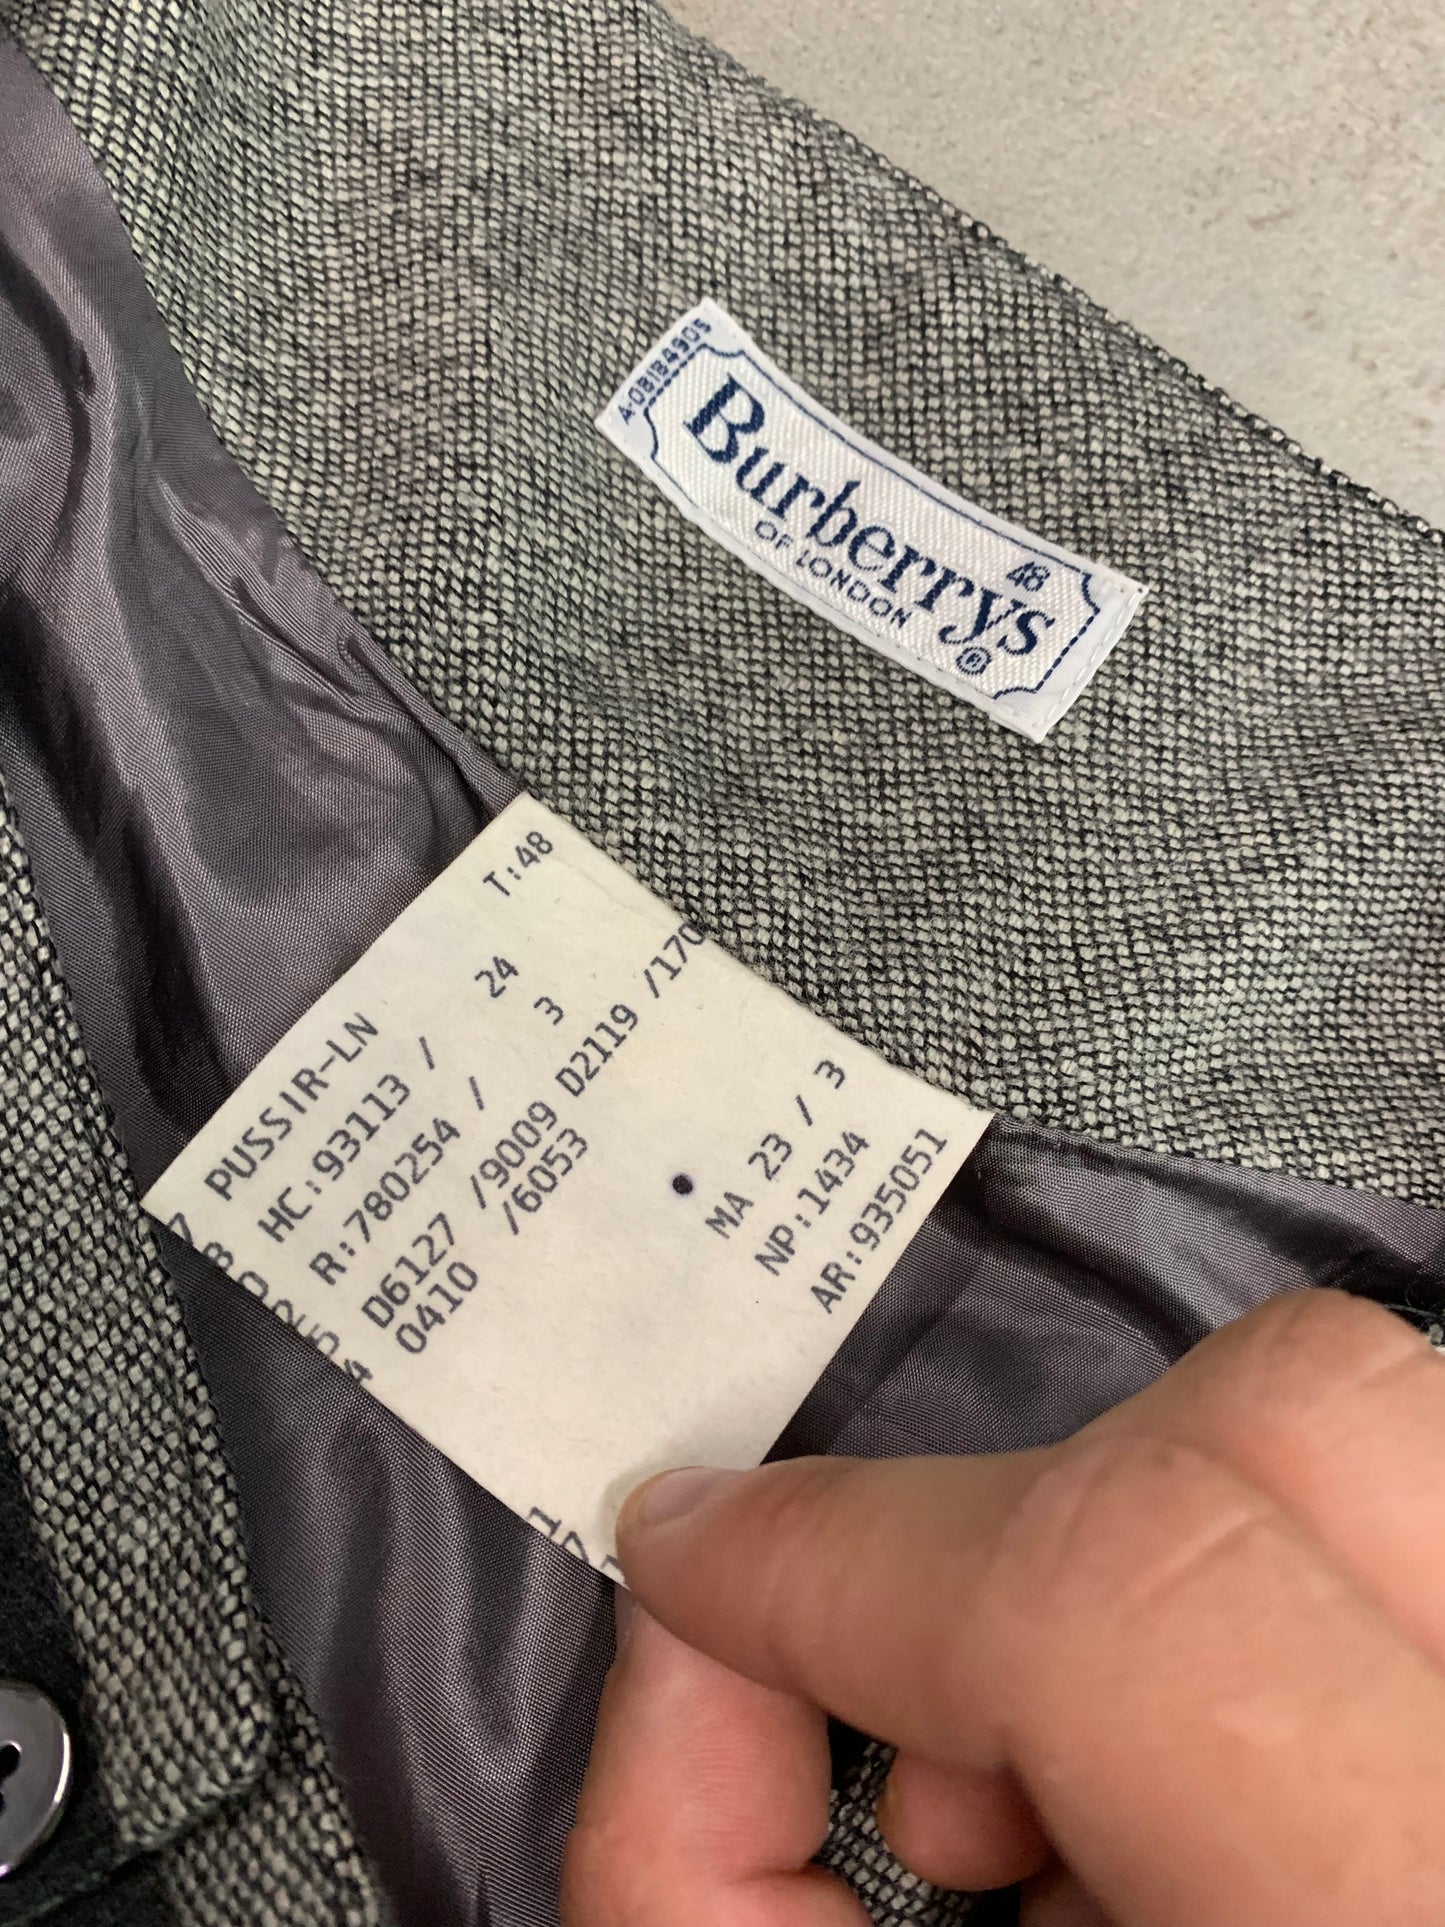 A-08184905
48
Burberrys
OF LONDON
®
T:48
PUSSIR-LN
HC:93113 / 24
R:780254 / 3
D6127 /9009 D2119 /170
0410 /6053
MA 23 / 3
NP:1434
AR:935051